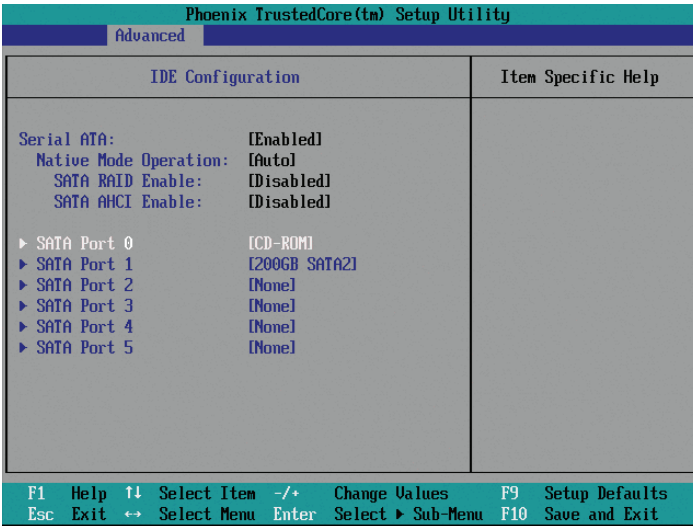 Phoenix TrustedCore(tm) Setup Utility
Advanced
IDE Configuration
Item Specific Help
Serial ATA: [Enabled]
Native Mode Operation: [Auto]
SATA RAID Enable: [Disabled]
SATA AHCI Enable: [Disabled]
▶ SATA Port 0 [CD-ROM]
▶ SATA Port 1 [200GB SATA2]
▶ SATA Port 2 [None]
▶ SATA Port 3 [None]
▶ SATA Port 4 [None]
▶ SATA Port 5 [None]
F1 Help ↑↓ Select Item -/+ Change Values F9 Setup Defaults
Esc Exit ↔ Select Menu Enter Select ▶ Sub-Menu F10 Save and Exit